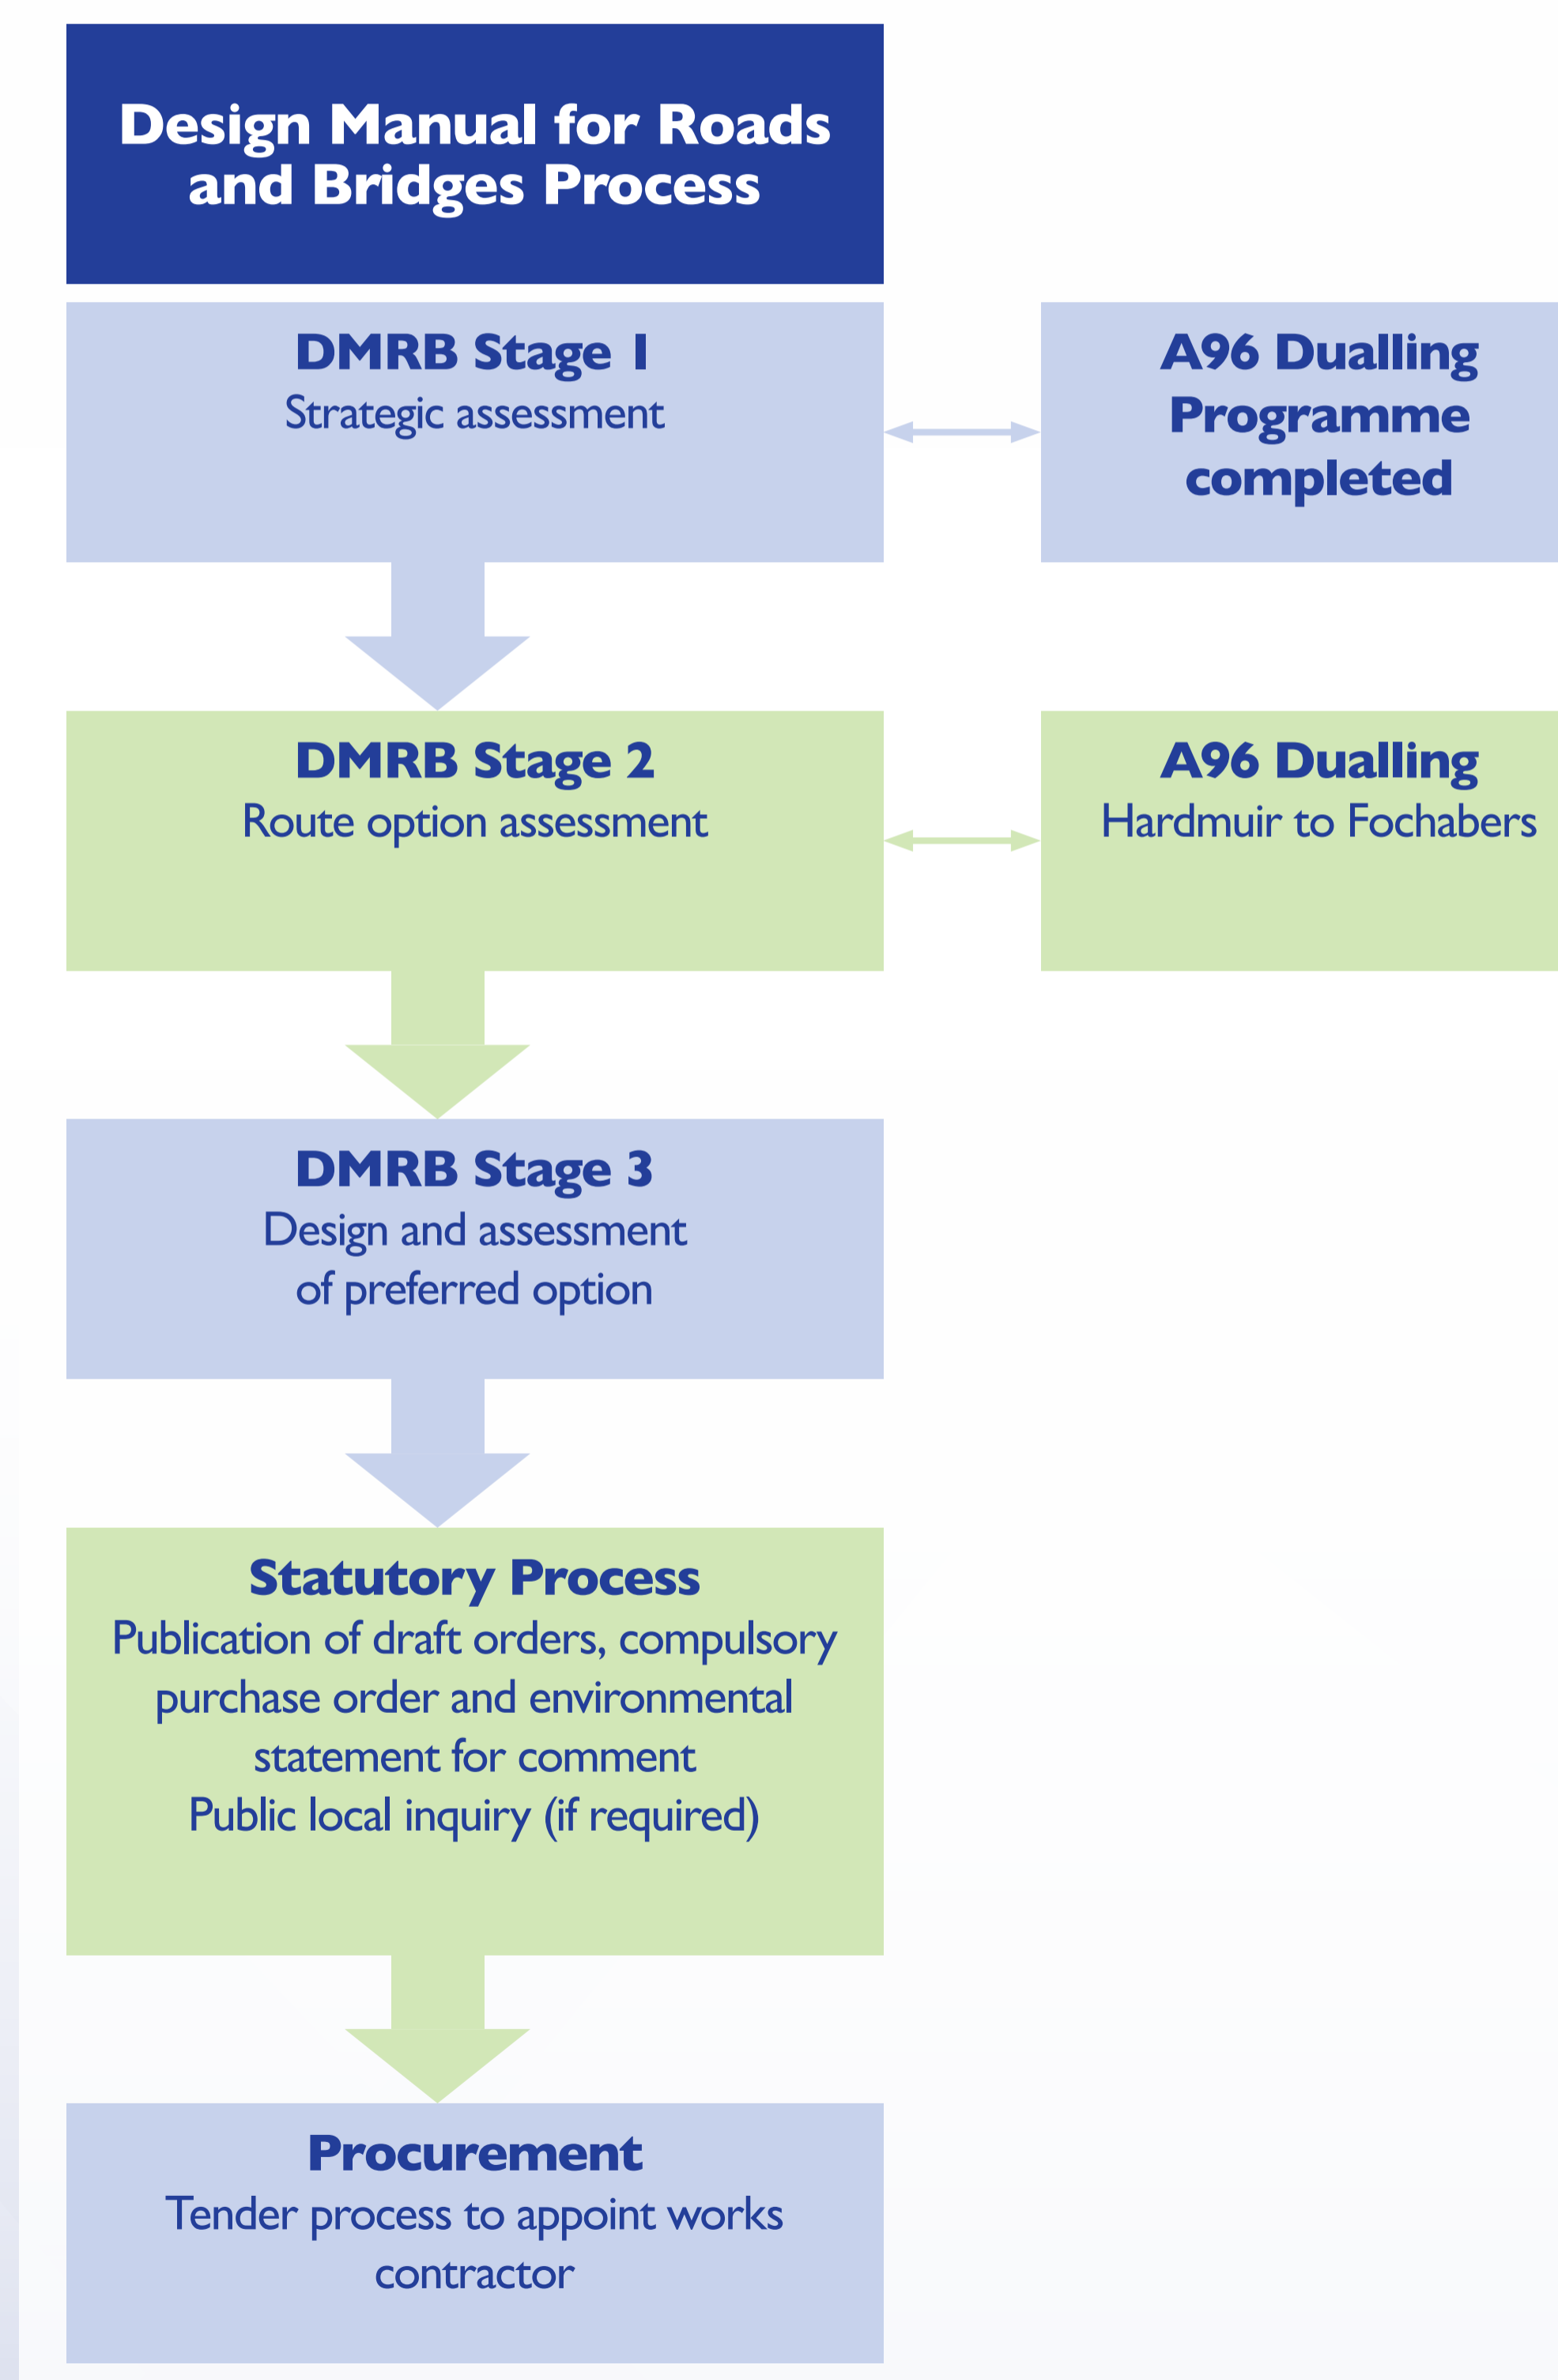 Design Manual for Roads
and Bridges Process
DMRB Stage 1
Strategic assessment
A96 Dualling
Programme
completed
DMRB Stage 2
Route option assessment
A96 Dualling
Hardmuir to Fochabers
DMRB Stage 3
Design and assessment
of preferred option
Statutory Process
Publication of draft orders, compulsory
purchase order and environmental
statement for comment
Public local inquiry (if required)
Procurement
Tender process to appoint works
contractor